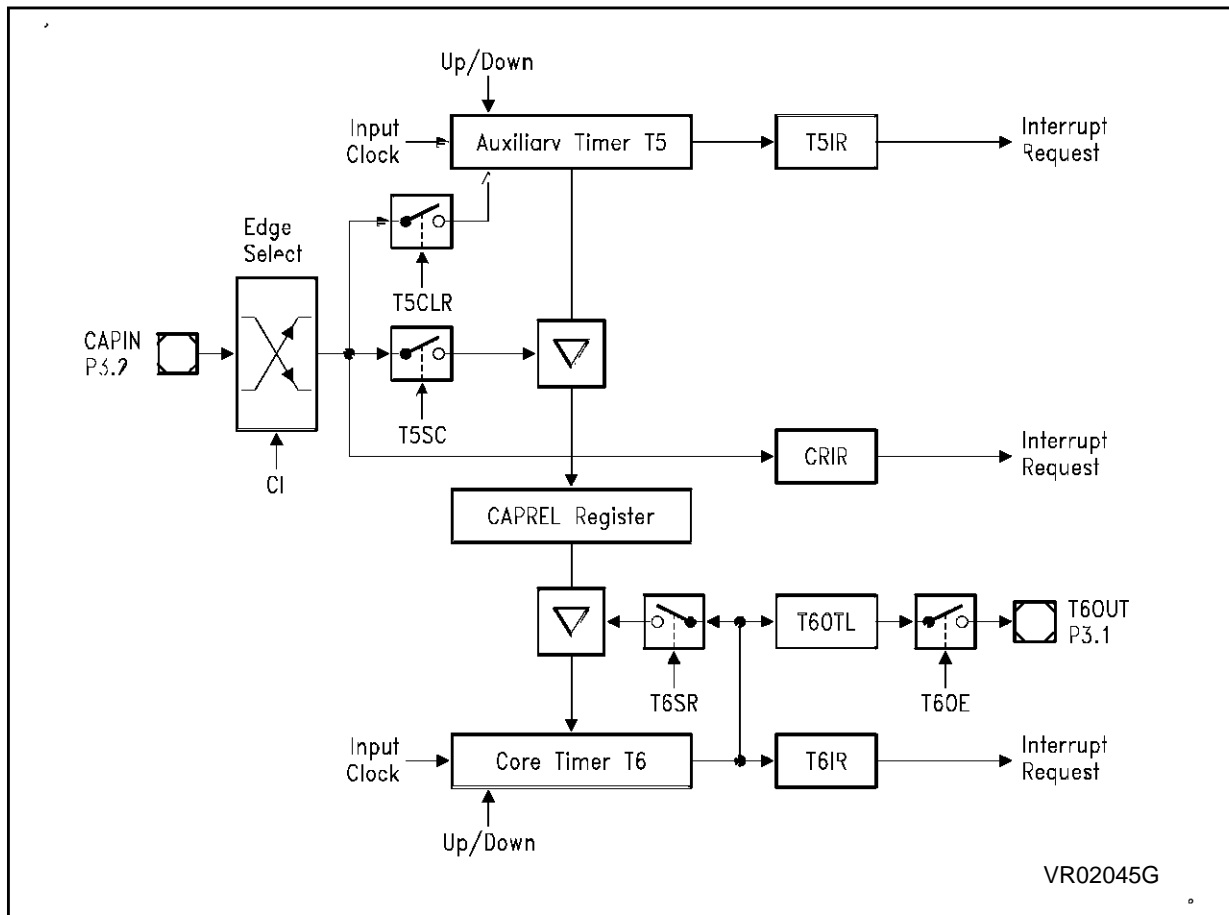 Up/Down
Input
Clock
Auxiliary Timer T5
T5IR
Interrupt
Request
Edge
Select
T5CLR
CAPIN
P3.2
T5SC
CI
CRIR
Interrupt
Request
CAPREL Register
T6OTL
T6OUT
P3.1
T6SR
T6OE
Input
Clock
Core Timer T6
T6IR
Interrupt
Request
Up/Down
VR02045G